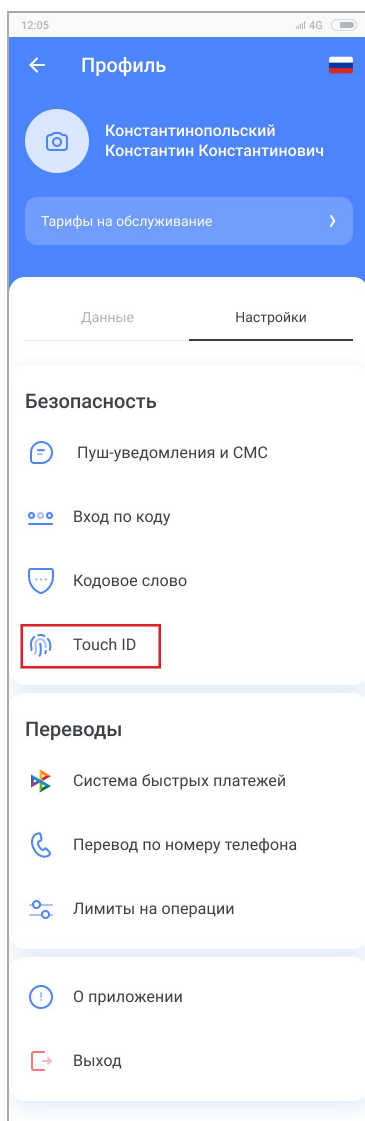 12:05
4G
Профиль
Константинопольский
Константин Константинович
Тарифы на обслуживание
Данные
Настройки
Безопасность
Пуш-уведомления и СМС
Вход по коду
Кодовое слово
Touch ID
Переводы
Система быстрых платежей
Перевод по номеру телефона
Лимиты на операции
О приложении
Выход